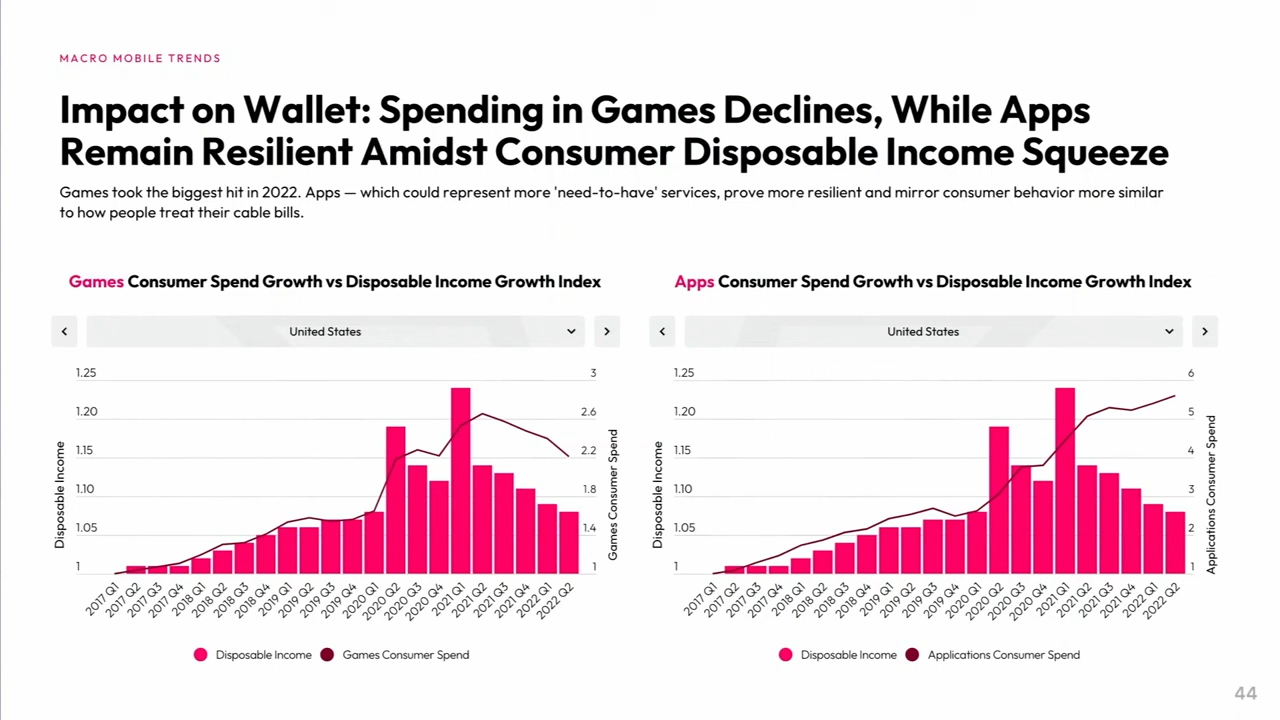 MACRO MOBILE TRENDS
Impact on Wallet: Spending in Games Declines, While Apps
Remain Resilient Amidst Consumer Disposable Income Squeeze
Games took the biggest hit in 2022. Apps — which could represent more 'need-to-have' services, prove more resilient and mirror consumer behavior more similar
to how people treat their cable bills.
Games Consumer Spend Growth vs Disposable Income Growth Index
United States
1.25
1.20
1.15
1.10
1.05
1
3
2.6
2.2
1.8
1.4
1
Disposable Income
Games Consumer Spend
2017 Q1
2017 Q2
2017 Q3
2017 Q4
2018 Q1
2018 Q2
2018 Q3
2018 Q4
2019 Q1
2019 Q2
2019 Q3
2019 Q4
2020 Q1
2020 Q2
2020 Q3
2020 Q4
2021 Q1
2021 Q2
2021 Q3
2021 Q4
2022 Q1
2022 Q2
Disposable Income
Games Consumer Spend
Apps Consumer Spend Growth vs Disposable Income Growth Index
United States
1.25
1.20
1.15
1.10
1.05
1
6
5
4
3
2
1
Disposable Income
Applications Consumer Spend
2017 Q1
2017 Q2
2017 Q3
2017 Q4
2018 Q1
2018 Q2
2018 Q3
2018 Q4
2019 Q1
2019 Q2
2019 Q3
2019 Q4
2020 Q1
2020 Q2
2020 Q3
2020 Q4
2021 Q1
2021 Q2
2021 Q3
2021 Q4
2022 Q1
2022 Q2
Disposable Income
Applications Consumer Spend
44